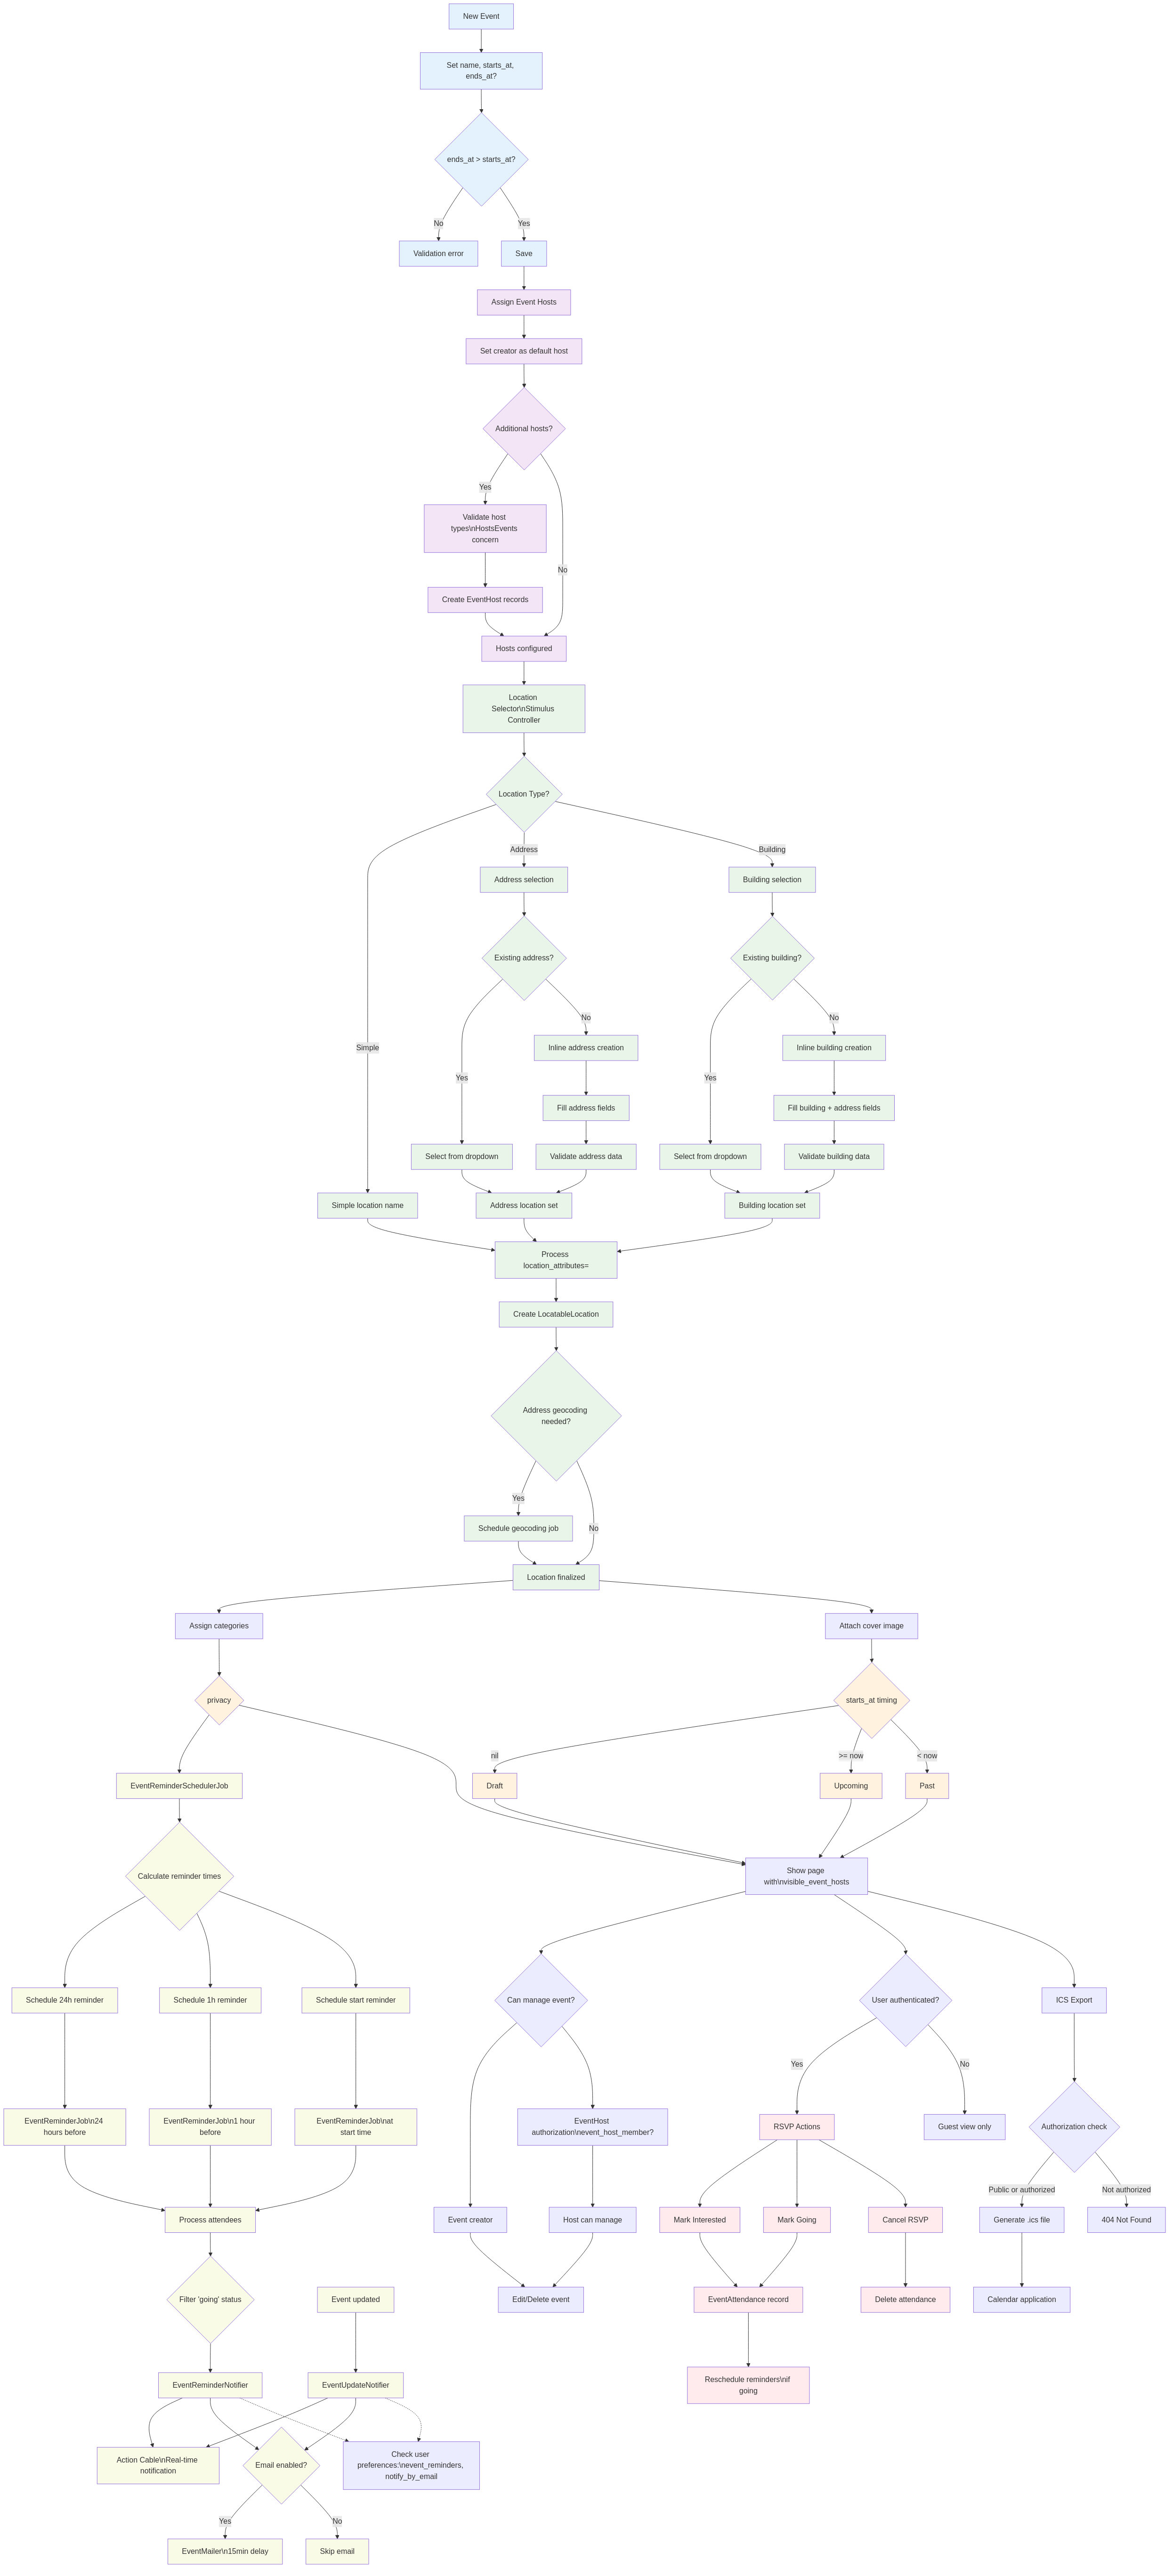 New Event
Set name, starts_at,
ends_at?
ends_at > starts_at?
No
Yes
Validation error
Save
Assign Event Hosts
Set creator as default host
Additional hosts?
Yes
Validate host
types\nHostsEvents
concern
No
Create EventHost records
Hosts configured
Location
Selector\nStimulus
Controller
Location Type?
Address
Building
Address selection
Building selection
Existing address?
Existing building?
No
No
Simple
Inline address creation
Inline building creation
Yes
Yes
Fill address fields
Fill building + address fields
Select from dropdown
Validate address data
Select from dropdown
Validate building data
Simple location name
Address location set
Building location set
Process
location_attributes=
Create LocatableLocation
Address geocoding
needed?
Yes
Schedule geocoding job
No
Location finalized
Assign categories
Attach cover image
privacy
starts_at timing
nil
>= now
< now
EventReminderSchedulerJob
Draft
Upcoming
Past
Calculate reminder times
Show page
with\nvisible_event_hosts
Schedule 24h reminder
Schedule 1h reminder
Schedule start reminder
Can manage event?
User authenticated?
ICS Export
Yes
No
EventReminderJob\n24
hours before
EventReminderJob\n1 hour
before
EventReminderJob\nat
start time
EventHost
authorization\nevent_host_member?
RSVP Actions
Guest view only
Authorization check
Public or authorized
Not authorized
Process attendees
Event creator
Host can manage
Mark Interested
Mark Going
Cancel RSVP
Generate .ics file
404 Not Found
Filter 'going' status
Event updated
Edit/Delete event
EventAttendance record
Delete attendance
Calendar application
EventReminderNotifier
EventUpdateNotifier
Reschedule reminders\nif
going
Action Cable\nReal-time
notification
Email enabled?
Check user
preferences:\nevent_reminders,
notify_by_email
Yes
No
EventMailer\n15min delay
Skip email